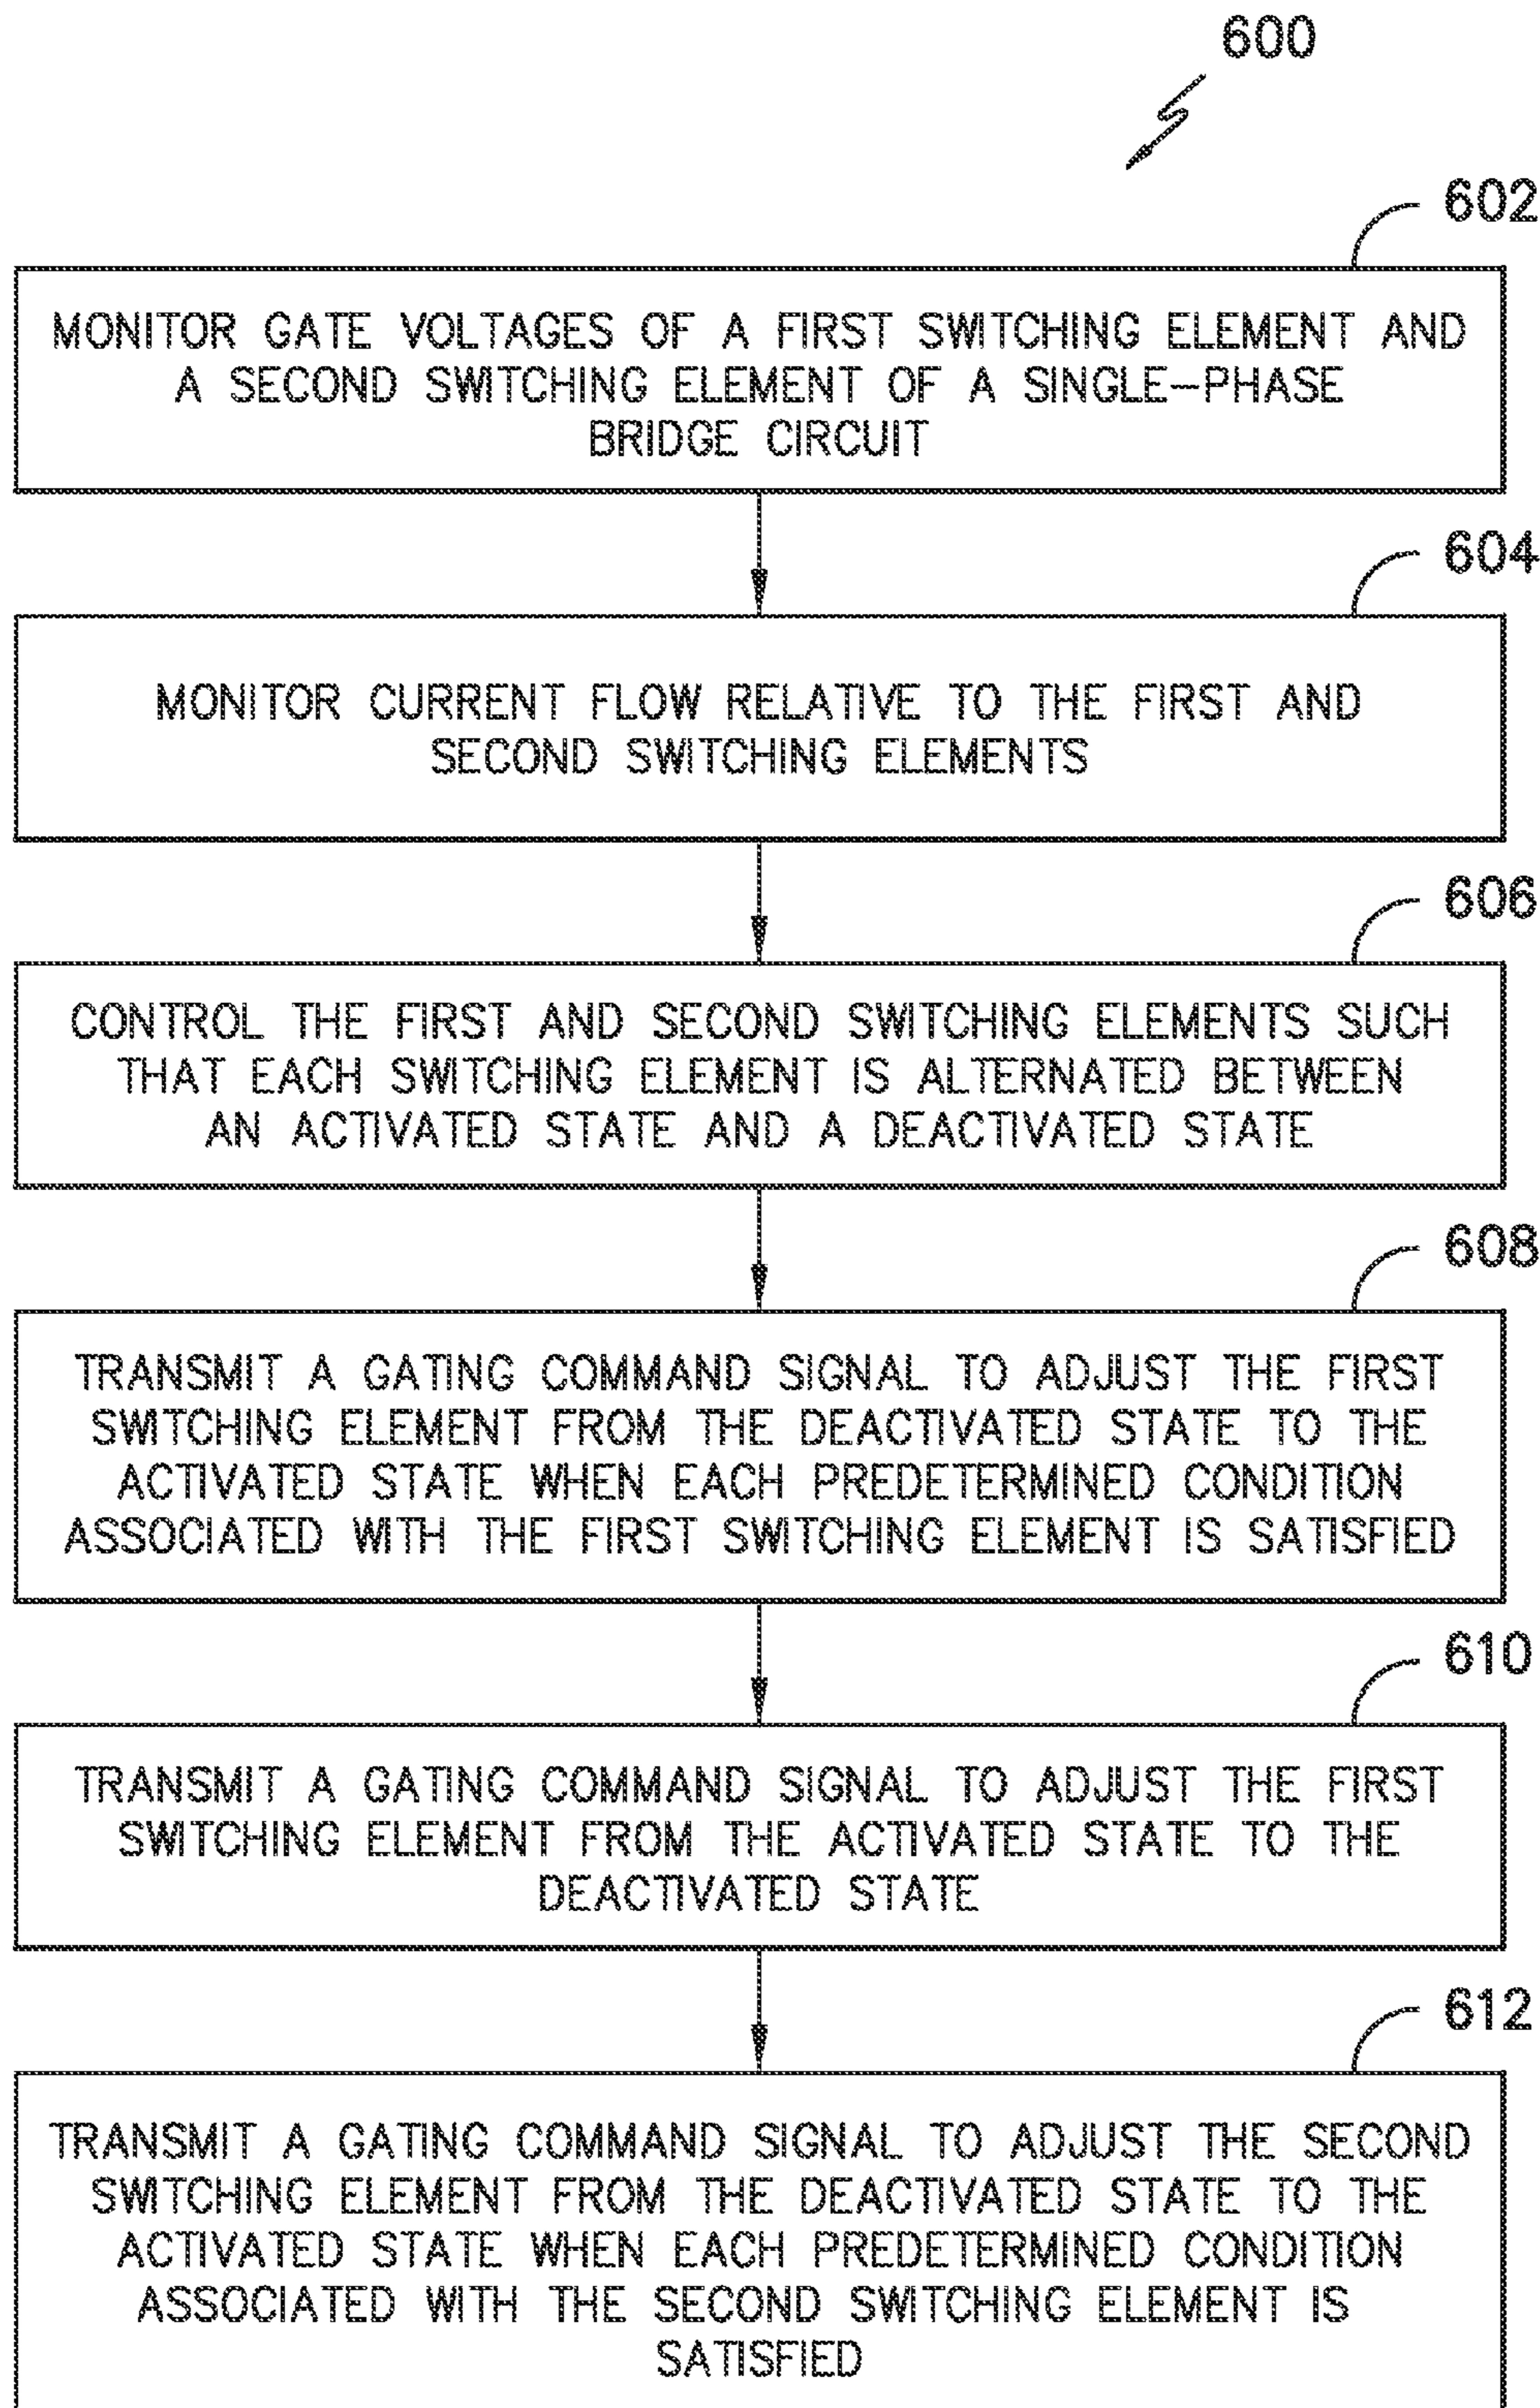 600
602
MONITOR GATE VOLTAGES OF A FIRST SWITCHING ELEMENT AND
A SECOND SWITCHING ELEMENT OF A SINGLE-PHASE
BRIDGE CIRCUIT
604
MONITOR CURRENT FLOW RELATIVE TO THE FIRST AND
SECOND SWITCHING ELEMENTS
606
CONTROL THE FIRST AND SECOND SWITCHING ELEMENTS SUCH
THAT EACH SWITCHING ELEMENT IS ALTERNATED BETWEEN
AN ACTIVATED STATE AND A DEACTIVATED STATE
608
TRANSMIT A GATING COMMAND SIGNAL TO ADJUST THE FIRST
SWITCHING ELEMENT FROM THE DEACTIVATED STATE TO THE
ACTIVATED STATE WHEN EACH PREDETERMINED CONDITION
ASSOCIATED WITH THE FIRST SWITCHING ELEMENT IS SATISFIED
610
TRANSMIT A GATING COMMAND SIGNAL TO ADJUST THE FIRST
SWITCHING ELEMENT FROM THE ACTIVATED STATE TO THE
DEACTIVATED STATE
612
TRANSMIT A GATING COMMAND SIGNAL TO ADJUST THE SECOND
SWITCHING ELEMENT FROM THE DEACTIVATED STATE TO THE
ACTIVATED STATE WHEN EACH PREDETERMINED CONDITION
ASSOCIATED WITH THE SECOND SWITCHING ELEMENT IS
SATISFIED